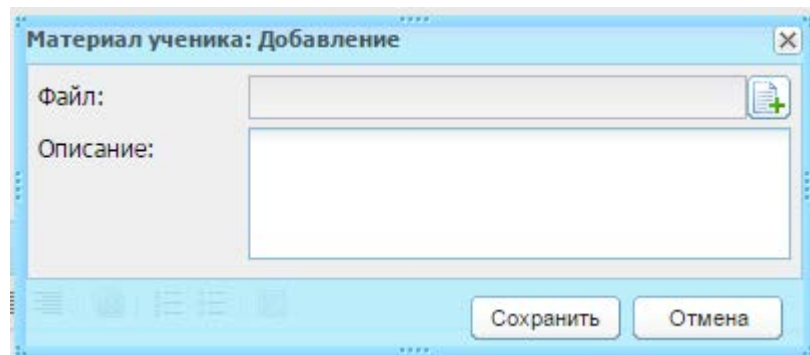 Материал ученика: Добавление
Файл:
Описание:
Сохранить Отмена